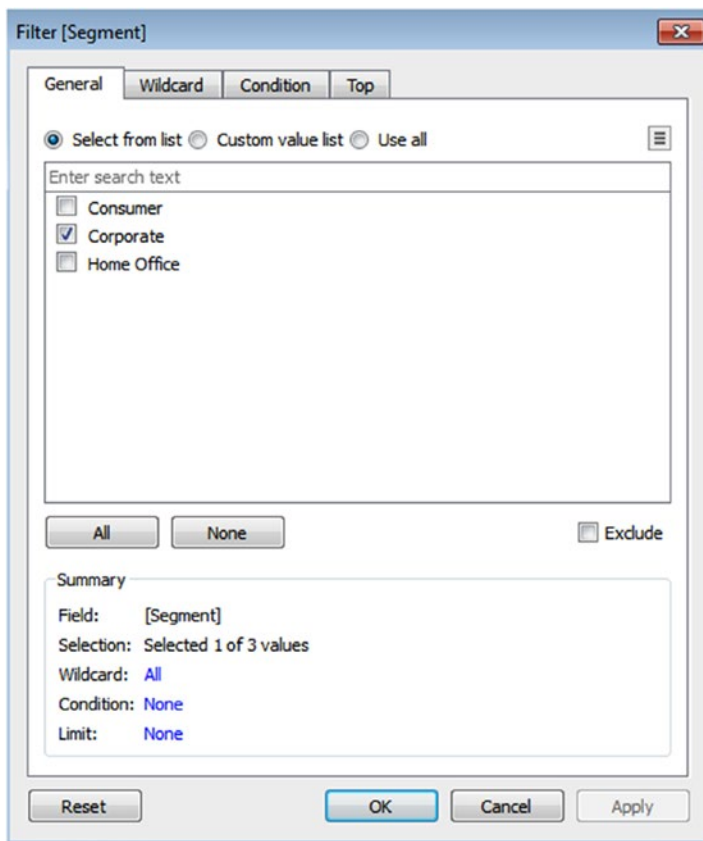 Filter [Segment]
General Wildcard Condition Top
Select from list Custom value list Use all
Enter search text
Consumer
Corporate
Home Office
All None Exclude
Summary
Field: [Segment]
Selection: Selected 1 of 3 values
Wildcard: All
Condition: None
Limit: None
Reset OK Cancel Apply